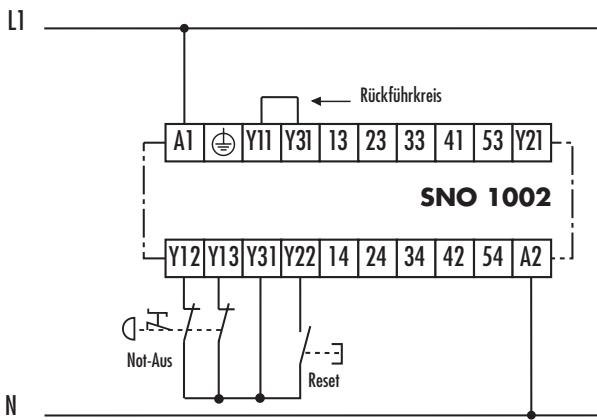 L1
Rückführkreis
A1 Y11 Y31 13 23 33 41 53 Y21
SNO 1002
Y12 Y13 Y31 Y22 14 24 34 42 54 A2
Not-Aus
Reset
N